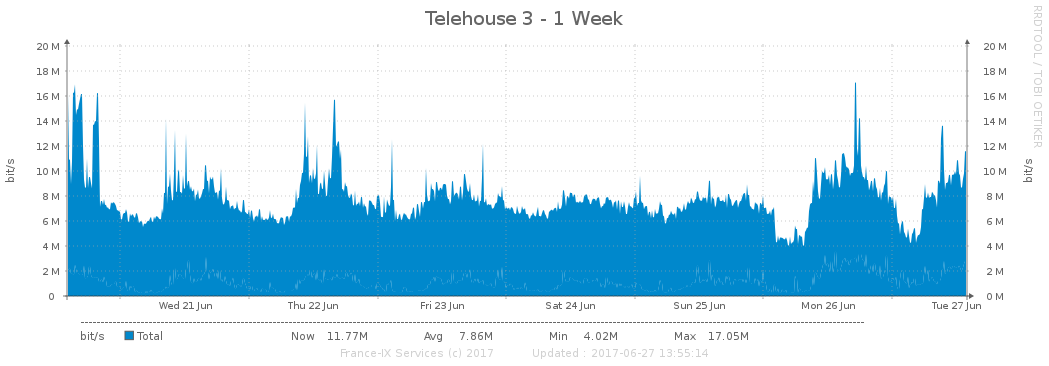 Telehouse 3 - 1 Week
RRDTOOL / TOBI OETIKER
bit/s
20 M 20 M
18 M 18 M
16 M 16 M
14 M 14 M
12 M 12 M
10 M 10 M
8 M 8 M
6 M 6 M
4 M 4 M
2 M 2 M
0 0 M
bit/s
Wed 21 Jun Thu 22 Jun Fri 23 Jun Sat 24 Jun Sun 25 Jun Mon 26 Jun Tue 27 Jun
bit/s Total Now 11.77M Avg 7.86M Min 4.02M Max 17.05M
France-IX Services (c) 2017 Updated : 2017-06-27 13:55:14